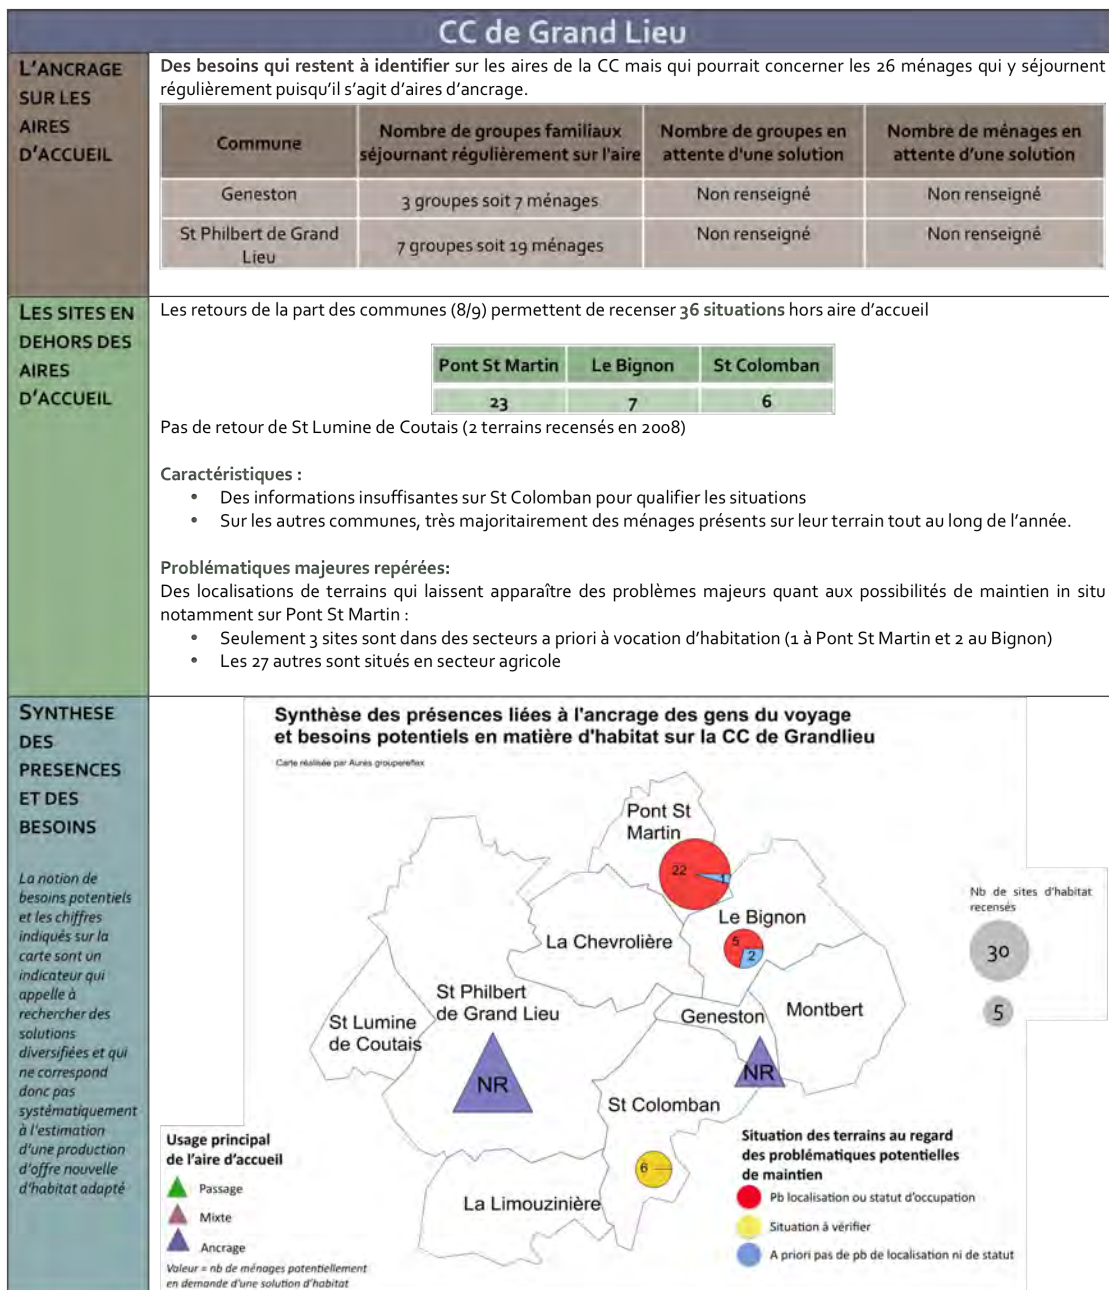 CC de Grand Lieu
L'ANCRAGE
SUR LES
AIRES
D'ACCUEIL
Des besoins qui restent à identifier sur les aires de la CC mais qui pourrait concerner les 26 ménages qui y séjournent
régulièrement puisqu'il s'agit d'aires d'ancrage.
Commune
Nombre de groupes familiaux
séjournant régulièrement sur l'aire
Nombre de groupes en
attente d'une solution
Nombre de ménages en
attente d'une solution
Geneston
3 groupes soit 7 ménages
Non renseigné
Non renseigné
St Philbert de Grand
Lieu
7 groupes soit 19 ménages
Non renseigné
Non renseigné
LES SITES EN
DEHORS DES
AIRES
D'ACCUEIL
Les retours de la part des communes (8/9) permettent de recenser 36 situations hors aire d'accueil
Pont St Martin
Le Bignon
St Colomban
23
7
6
Pas de retour de St Lumine de Coutais (2 terrains recensés en 2008)
Caractéristiques :
• Des informations insuffisantes sur St Colomban pour qualifier les situations
• Sur les autres communes, très majoritairement des ménages présents sur leur terrain tout au long de l'année.
Problématiques majeures repérées:
Des localisations de terrains qui laissent apparaître des problèmes majeurs quant aux possibilités de maintien in situ
notamment sur Pont St Martin :
• Seulement 3 sites sont dans des secteurs a priori à vocation d'habitation (1 à Pont St Martin et 2 au Bignon)
• Les 27 autres sont situés en secteur agricole
SYNTHESE
DES
PRESENCES
ET DES
BESOINS
La notion de
besoins potentiels
et les chiffres
indiqués sur la
carte sont un
indicateur qui
appelle à
rechercher des
solutions
diversifiées et qui
ne correspond
donc pas
systématiquement
à l'estimation
d'une production
d'offre nouvelle
d'habitat adapté
Synthèse des présences liées à l'ancrage des gens du voyage
et besoins potentiels en matière d'habitat sur la CC de Grandlieu
Carte réalisée par Aurès groupereflex
Pont St
Martin
22
1
Le Bignon
5
2
La Chevrolière
St Philbert
de Grand Lieu
NR
St Lumine
de Coutais
Geneston
NR
Montbert
St Colomban
6
La Limouzinière
Nb de sites d'habitat
recensés
30
5
Usage principal
de l'aire d'accueil
Passage
Mixte
Ancrage
Valeur = nb de ménages potentiellement
en demande d'une solution d'habitat
Situation des terrains au regard
des problématiques potentielles
de maintien
Pb localisation ou statut d'occupation
Situation à vérifier
A priori pas de pb de localisation ni de statut